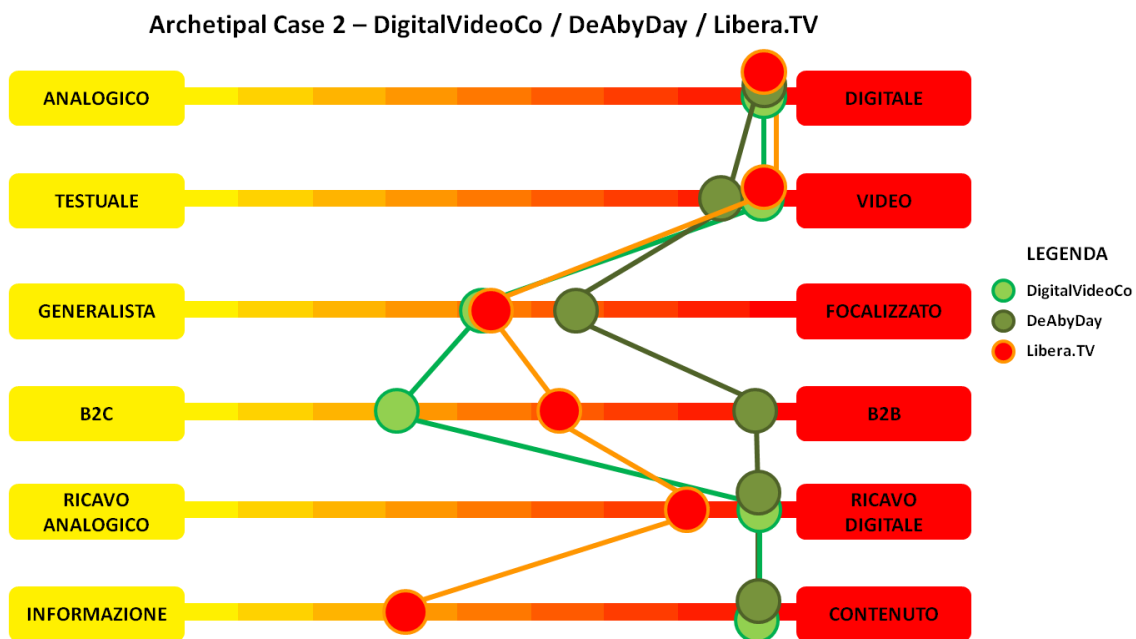 Archetipal Case 2 – DigitalVideoCo / DeAbyDay / Libera.TV
ANALOGICO
DIGITALE
TESTUALE
VIDEO
GENERALISTA
FOCALIZZATO
B2C
B2B
RICAVO
ANALOGICO
RICAVO
DIGITALE
INFORMAZIONE
CONTENUTO
LEGENDA
DigitalVideoCo
DeAbyDay
Libera.TV